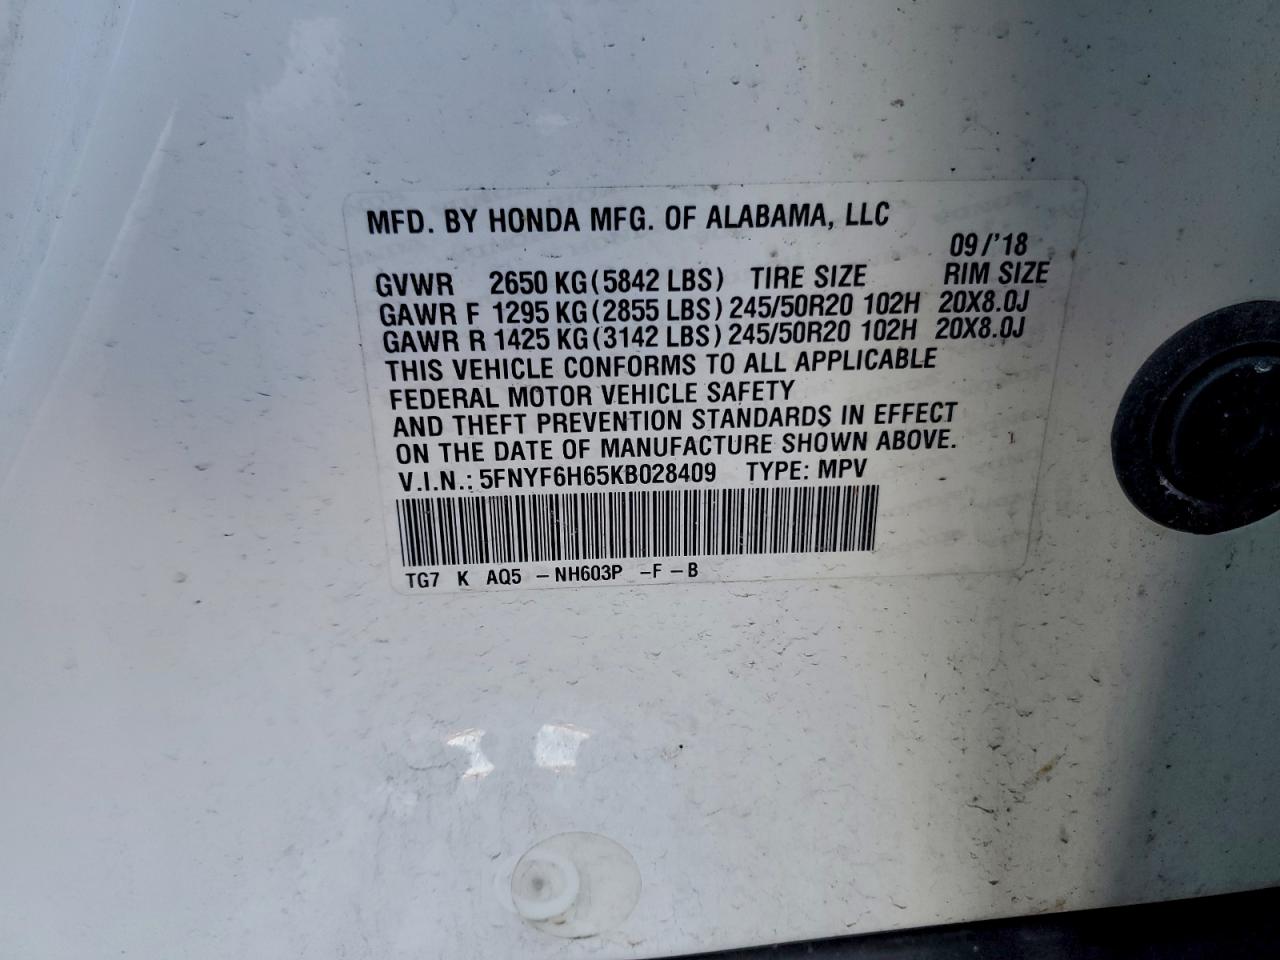 MFD. BY HONDA MFG. OF ALABAMA, LLC
09/'18
GVWR 2650 KG(5842 LBS) TIRE SIZE RIM SIZE
GAWR F 1295 KG(2855 LBS) 245/50R20 102H 20X8.0J
GAWR R 1425 KG(3142 LBS) 245/50R20 102H 20X8.0J
THIS VEHICLE CONFORMS TO ALL APPLICABLE
FEDERAL MOTOR VEHICLE SAFETY
AND THEFT PREVENTION STANDARDS IN EFFECT
ON THE DATE OF MANUFACTURE SHOWN ABOVE.
V.I.N.: 5FNYF6H65KB028409 TYPE: MPV
TG7 K AQ5 -NH603P -F -B